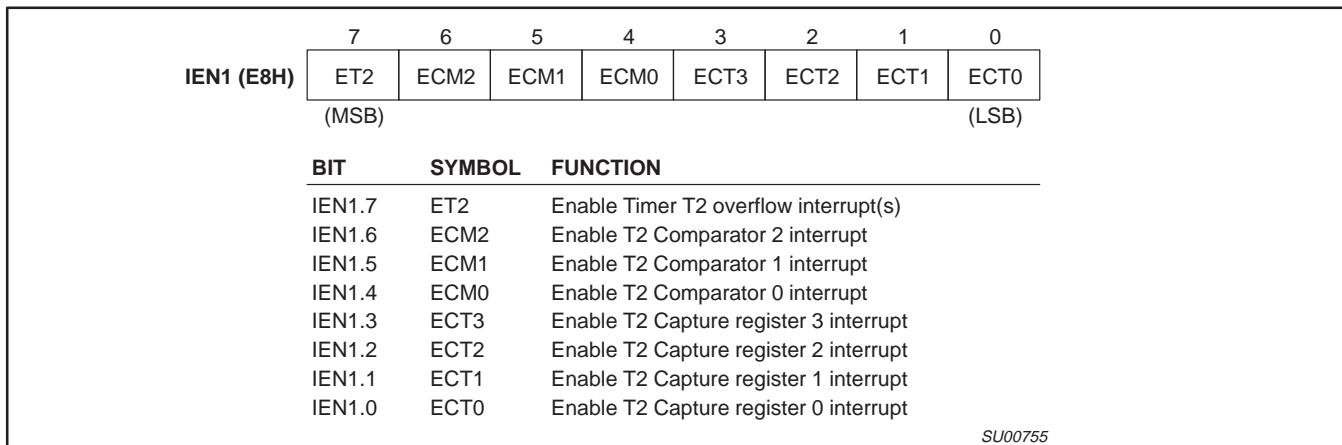 7 6 5 4 3 2 1 0
IEN1 (E8H) ET2 ECM2 ECM1 ECM0 ECT3 ECT2 ECT1 ECT0
(MSB) (LSB)
BIT SYMBOL FUNCTION
IEN1.7 ET2 Enable Timer T2 overflow interrupt(s)
IEN1.6 ECM2 Enable T2 Comparator 2 interrupt
IEN1.5 ECM1 Enable T2 Comparator 1 interrupt
IEN1.4 ECM0 Enable T2 Comparator 0 interrupt
IEN1.3 ECT3 Enable T2 Capture register 3 interrupt
IEN1.2 ECT2 Enable T2 Capture register 2 interrupt
IEN1.1 ECT1 Enable T2 Capture register 1 interrupt
IEN1.0 ECT0 Enable T2 Capture register 0 interrupt
SU00755